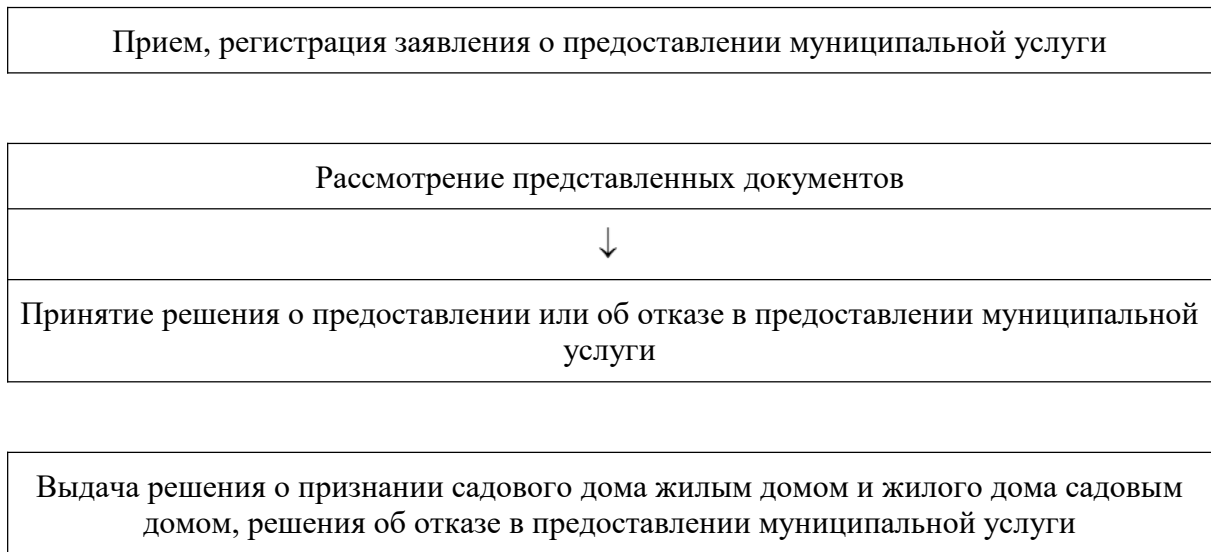 Прием, регистрация заявления о предоставлении муниципальной услуги
Рассмотрение представленных документов
↓
Принятие решения о предоставлении или об отказе в предоставлении муниципальной
услуги
Выдача решения о признании садового дома жилым домом и жилого дома садовым
домом, решения об отказе в предоставлении муниципальной услуги